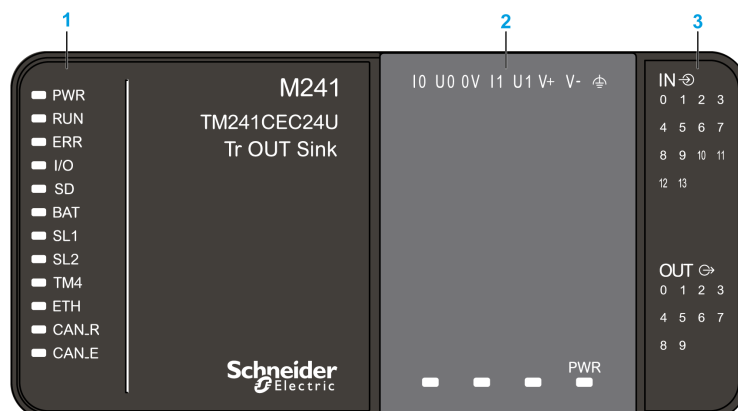 1
2
3
PWR
RUN
ERR
I/O
SD
BAT
SL1
SL2
TM4
ETH
CAN_R
CAN_E
M241
TM241CEC24U
Tr OUT Sink
Schneider
Electric
I0 U0 0V I1 U1 V+ V-
PWR
IN
0 1 2 3
4 5 6 7
8 9 10 11
12 13
OUT
0 1 2 3
4 5 6 7
8 9